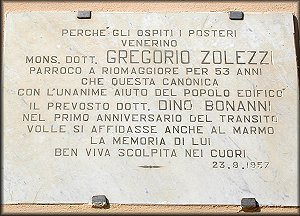 PERCHE GLI OSPITI I POSTERI
VENERINO
MONS. DOTT. GREGORIO ZOLEZZI
PARROCO A RIOMAGGIORE PER 53 ANNI
CHE QUESTA CANONICA
CON L'UNANIME AIUTO DEL POPOLO EDIFICO'
IL PREVOSTO DOTT. DINO BONANNI
NEL PRIMO ANNIVERSARIO DEL TRANSITO
VOLLE SI AFFIDASSE ANCHE AL MARMO
LA MEMORIA DI LUI
BEN VIVA SCOLPITA NEI CUORI
23.9.1957